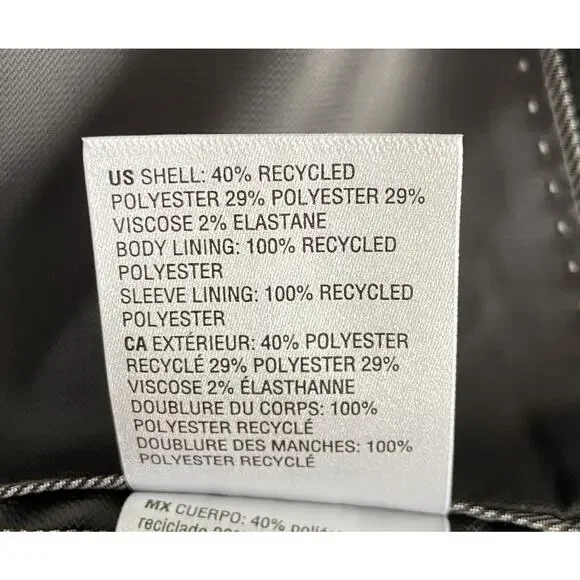 US SHELL: 40% RECYCLED
POLYESTER 29% POLYESTER 29%
VISCOSE 2% ELASTANE
BODY LINING: 100% RECYCLED
POLYESTER
SLEEVE LINING: 100% RECYCLED
POLYESTER
CA EXTÉRIEUR: 40% POLYESTER
RECYCLÉ 29% POLYESTER 29%
VISCOSE 2% ÉLASTHANNE
DOUBLURE DU CORPS: 100%
POLYESTER RECYCLÉ
DOUBLURE DES MANCHES: 100%
POLYESTER RECYCLÉ
MX CUERPO: 40%
reciclado